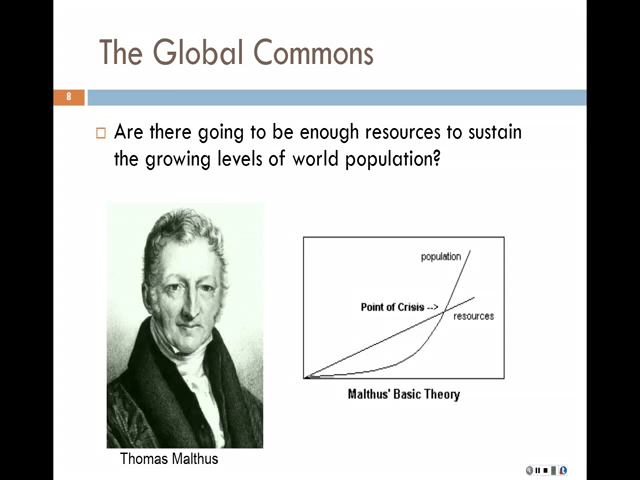 The Global Commons
8
Are there going to be enough resources to sustain
the growing levels of world population?
population
Point of Crisis -->
resources
Malthus' Basic Theory
Thomas Malthus